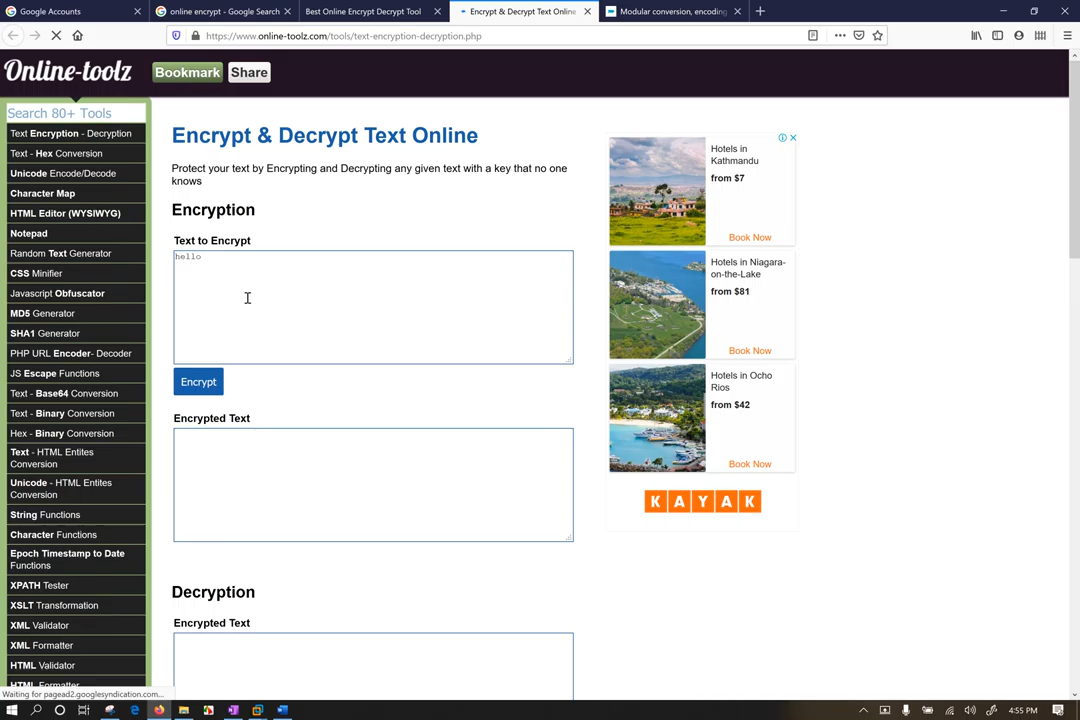 Google Accounts
online encrypt - Google Search
Best Online Encrypt Decrypt Tool
Encrypt & Decrypt Text Online
Modular conversion, encoding
https://www.online-toolz.com/tools/text-encryption-decryption.php
Online-toolz
Bookmark
Share
Search 80+ Tools
Text Encryption - Decryption
Text - Hex Conversion
Unicode Encode/Decode
Character Map
HTML Editor (WYSIWYG)
Notepad
Random Text Generator
CSS Minifier
Javascript Obfuscator
MD5 Generator
SHA1 Generator
PHP URL Encoder- Decoder
JS Escape Functions
Text - Base64 Conversion
Text - Binary Conversion
Hex - Binary Conversion
Text - HTML Entites
Conversion
Unicode - HTML Entites
Conversion
String Functions
Character Functions
Epoch Timestamp to Date
Functions
XPATH Tester
XSLT Transformation
XML Validator
XML Formatter
HTML Validator
HTML Formatter
Encrypt & Decrypt Text Online
Protect your text by Encrypting and Decrypting any given text with a key that no one
knows
Encryption
Text to Encrypt
hello
Encrypt
Encrypted Text
Decryption
Encrypted Text
Hotels in
Kathmandu
from $7
Book Now
Hotels in Niagara-
on-the-Lake
from $81
Book Now
Hotels in Ocho
Rios
from $42
Book Now
KAYAK
Waiting for pagead2.googlesyndication.com...
4:55 PM